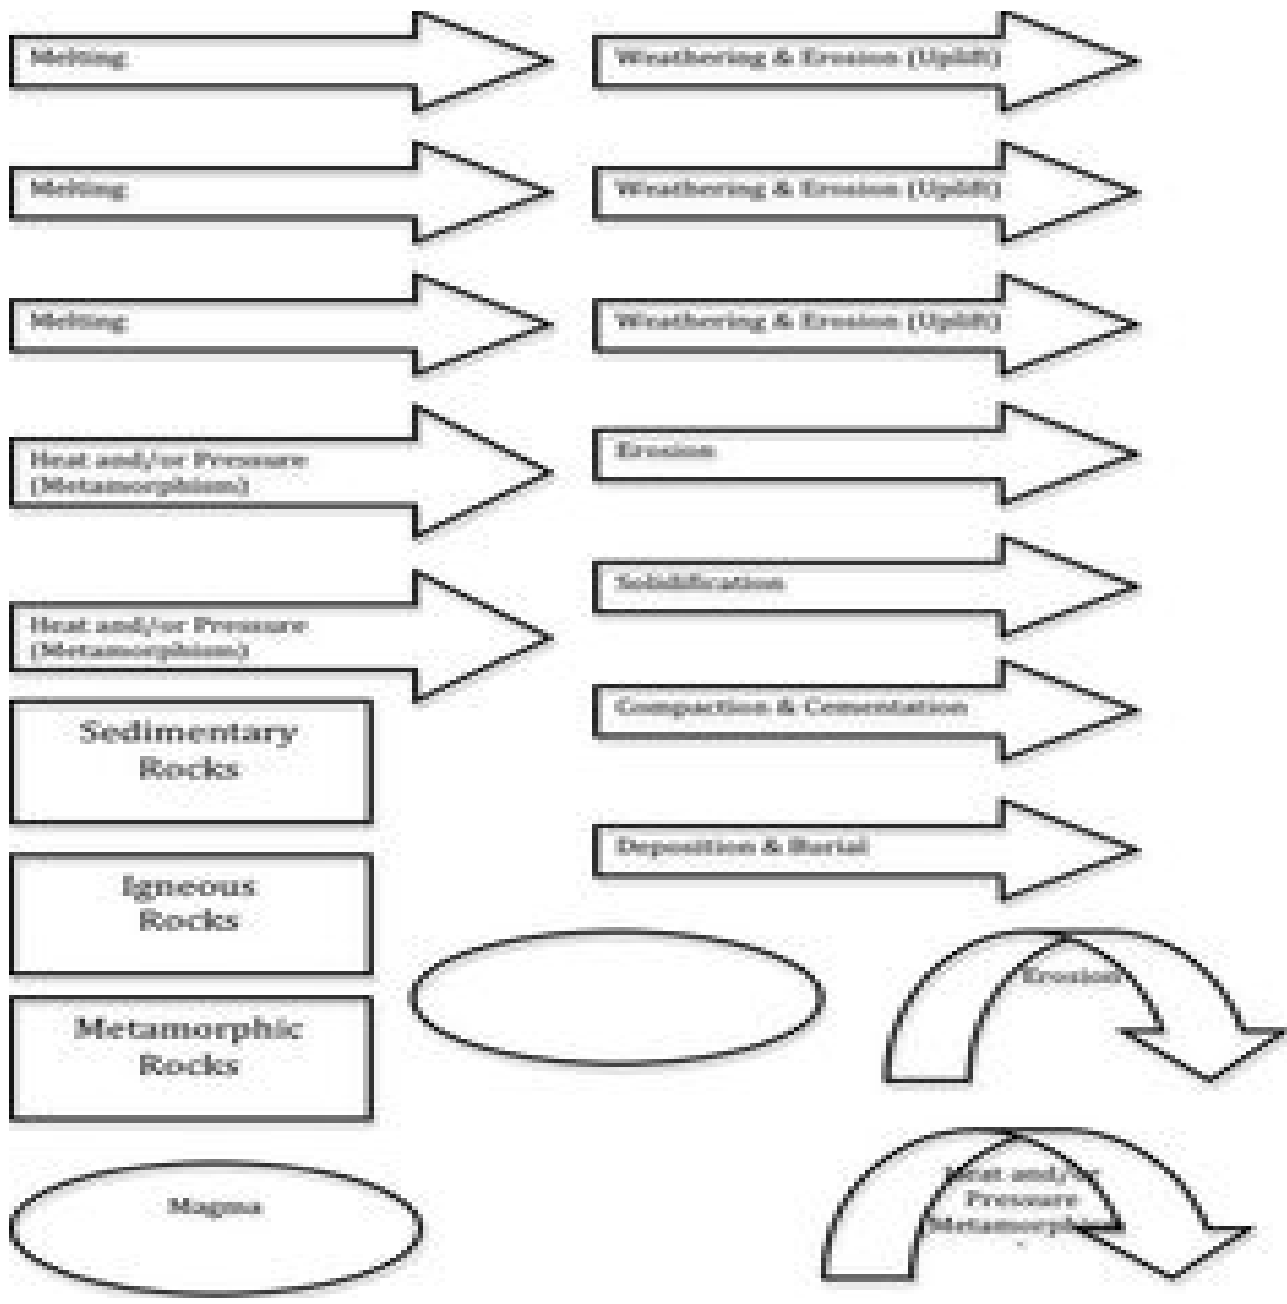 Melting
Weathering & Erosion (Uplift)
Melting
Weathering & Erosion (Uplift)
Melting
Weathering & Erosion (Uplift)
Heat and/or Pressure
(Metamorphism)
Erosion
Heat and/or Pressure
(Metamorphism)
Solidification
Compaction & Cementation
Sedimentary
Rocks
Deposition & Burial
Igneous
Rocks
Erosion
Metamorphic
Rocks
Magma
Heat and/or
Pressure
(Metamorphism